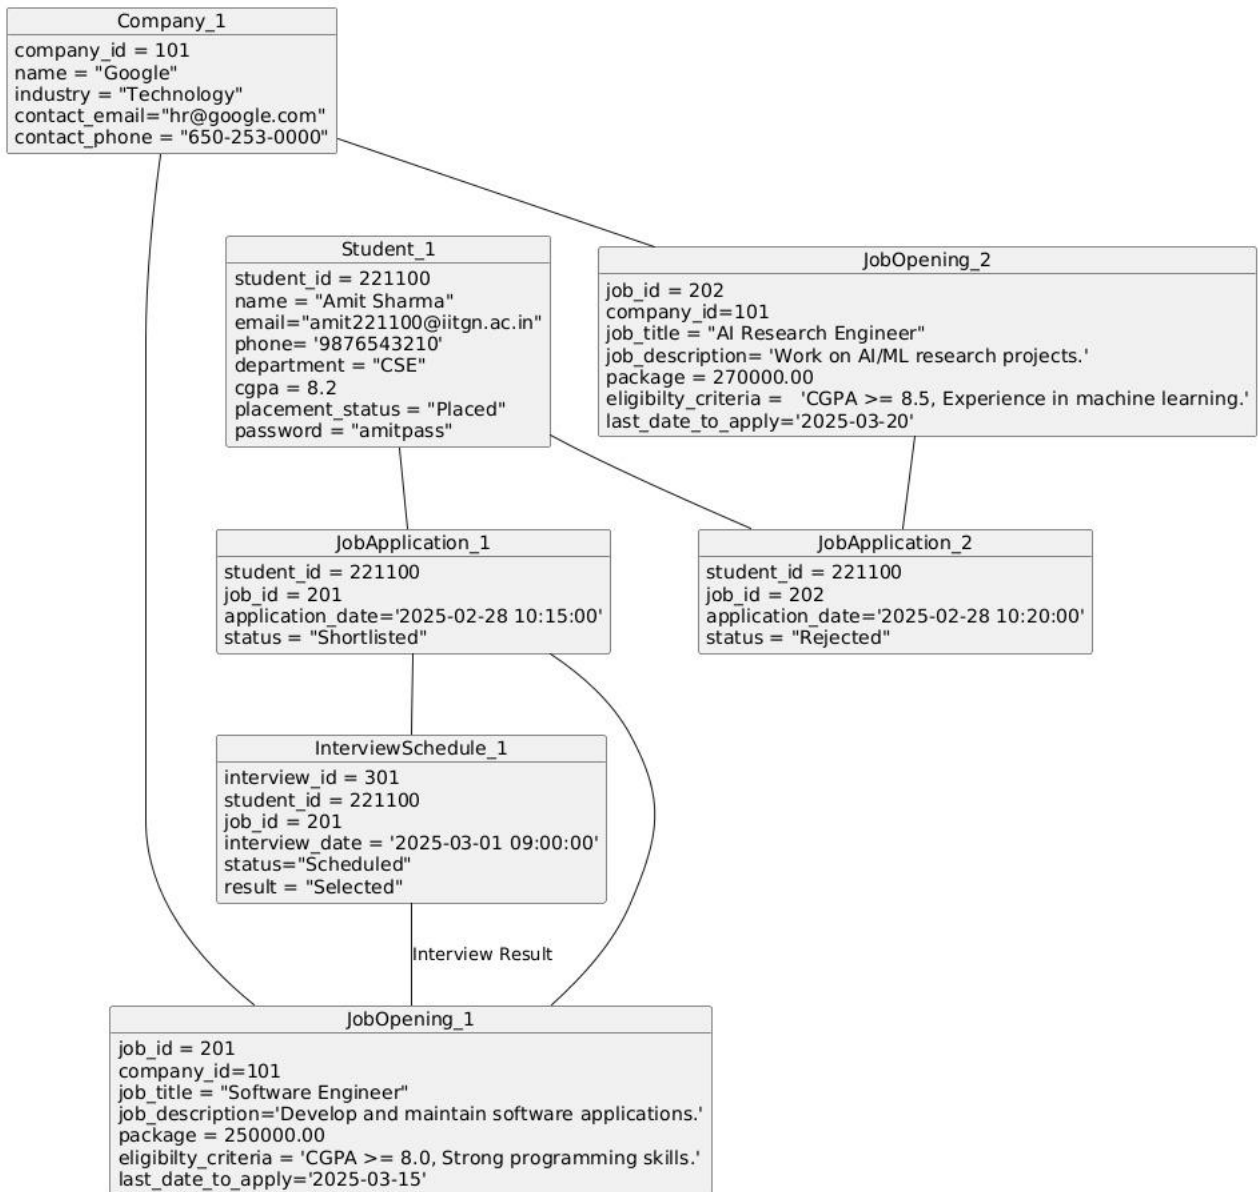 Company_1
company_id = 101
name = "Google"
industry = "Technology"
contact_email="hr@google.com"
contact_phone = "650-253-0000"
Student_1
student_id = 221100
name = "Amit Sharma"
email="amit221100@iitgn.ac.in"
phone= '9876543210'
department = "CSE"
cgpa = 8.2
placement_status = "Placed"
password = "amitpass"
JobOpening_2
job_id = 202
company_id=101
job_title = "AI Research Engineer"
job_description= 'Work on AI/ML research projects.'
package = 270000.00
eligibilty_criteria =   'CGPA >= 8.5, Experience in machine learning.'
last_date_to_apply='2025-03-20'
JobApplication_1
student_id = 221100
job_id = 201
application_date='2025-02-28 10:15:00'
status = "Shortlisted"
JobApplication_2
student_id = 221100
job_id = 202
application_date='2025-02-28 10:20:00'
status = "Rejected"
InterviewSchedule_1
interview_id = 301
student_id = 221100
job_id = 201
interview_date = '2025-03-01 09:00:00'
status="Scheduled"
result = "Selected"
Interview Result
JobOpening_1
job_id = 201
company_id=101
job_title = "Software Engineer"
job_description='Develop and maintain software applications.'
package = 250000.00
eligibilty_criteria = 'CGPA >= 8.0, Strong programming skills.'
last_date_to_apply='2025-03-15'